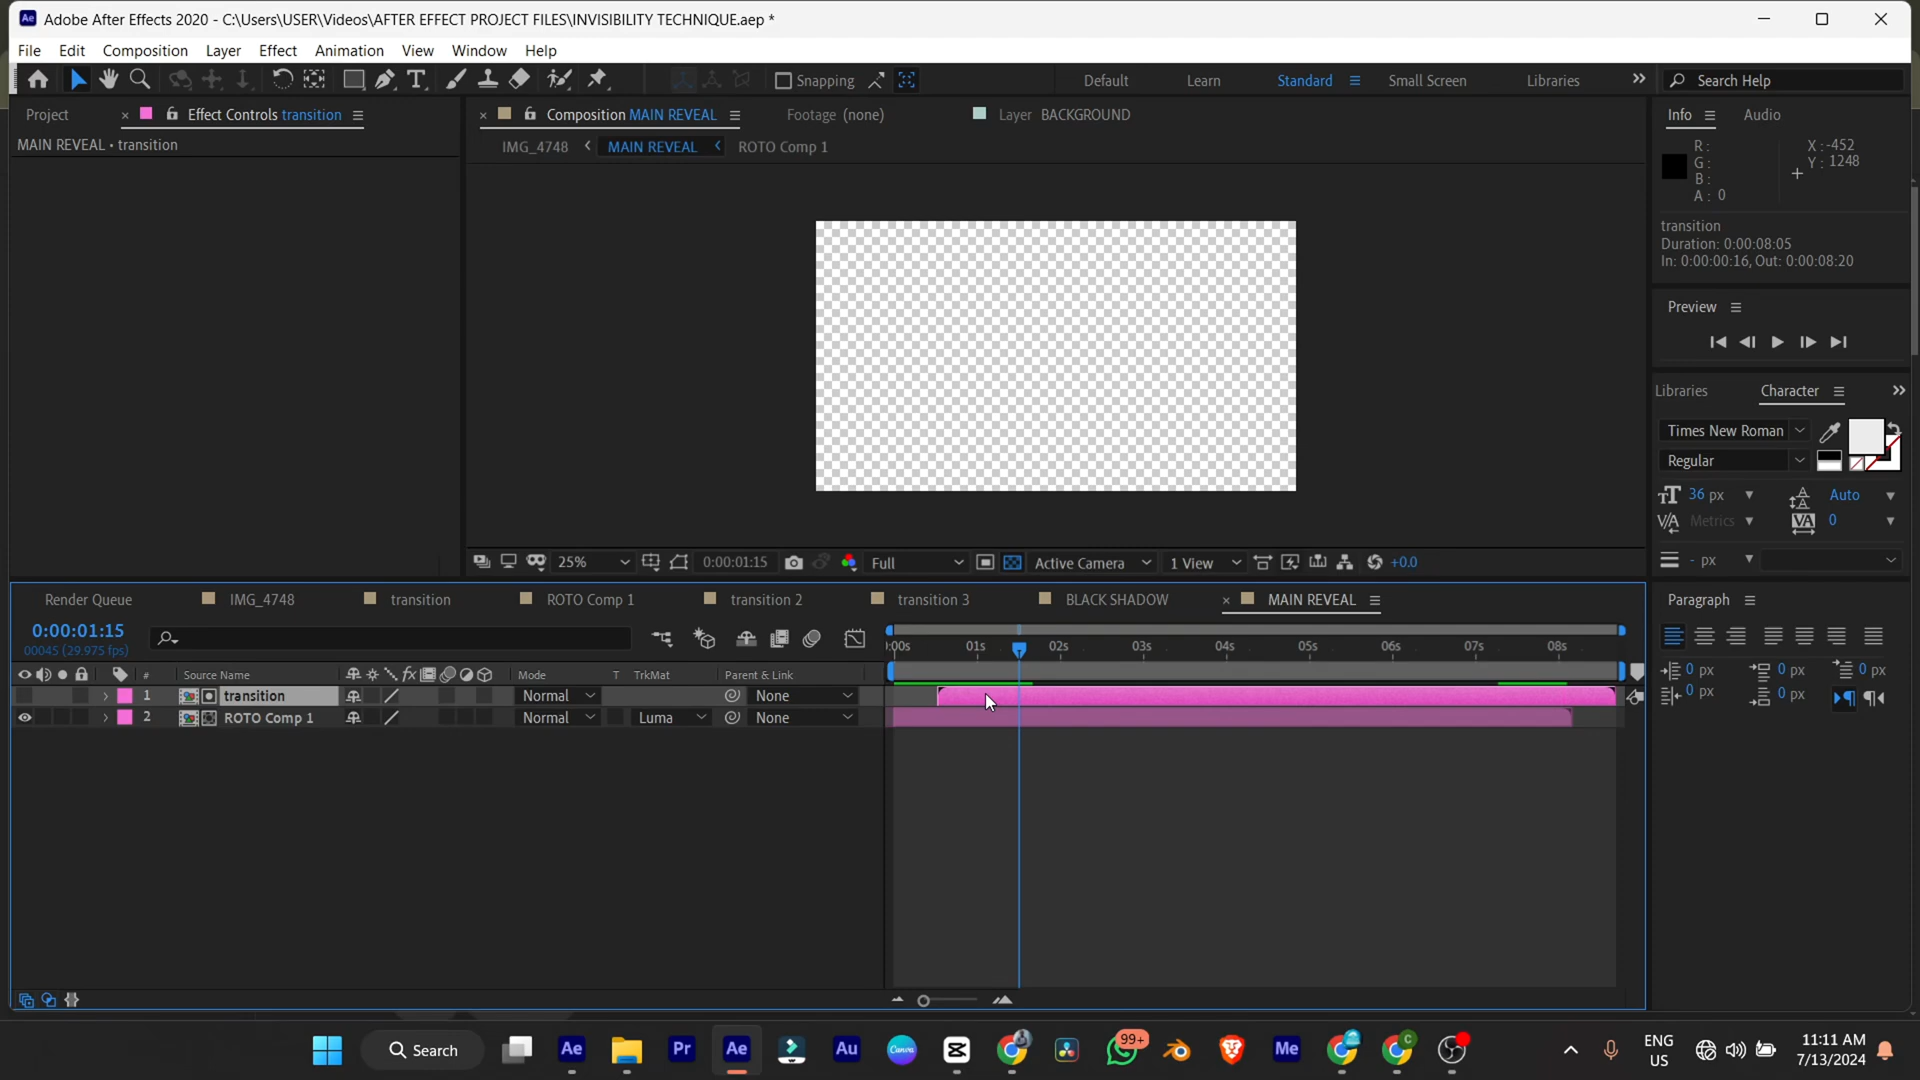 Adobe After Effects 2020 - C:\Users\USER\Videos\AFTER EFFECT PROJECT FILES\INVISIBILITY TECHNIQUE.aep *
File Edit Composition Layer Effect Animation View Window Help
Snapping Default Learn Standard Small Screen Libraries Search Help
Project Effect Controls transition Composition MAIN REVEAL Footage (none) Layer BACKGROUND Info Audio
MAIN REVEAL • transition
IMG_4748 MAIN REVEAL ROTO Comp 1
R :
G :
B :
A : 0
X : -452
Y : 1248
transition
Duration: 0:00:08:05
In: 0:00:00:16, Out: 0:00:08:20
Preview
Libraries Character
Times New Roman
Regular
36 px Auto
Metrics 0
- px
25% 0:00:01:15 Full Active Camera 1 View +0.0
Render Queue IMG_4748 transition ROTO Comp 1 transition 2 transition 3 BLACK SHADOW MAIN REVEAL
Paragraph
0:00:01:15
00045 (29.975 fps)
:00s 01s 02s 03s 04s 05s 06s 07s 08s
# Source Name Mode T TrkMat Parent & Link
1 transition Normal None
2 ROTO Comp 1 Normal Luma None
0 px 0 px 0 px
0 px 0 px
Search
99+
ENG
US
11:11 AM
7/13/2024